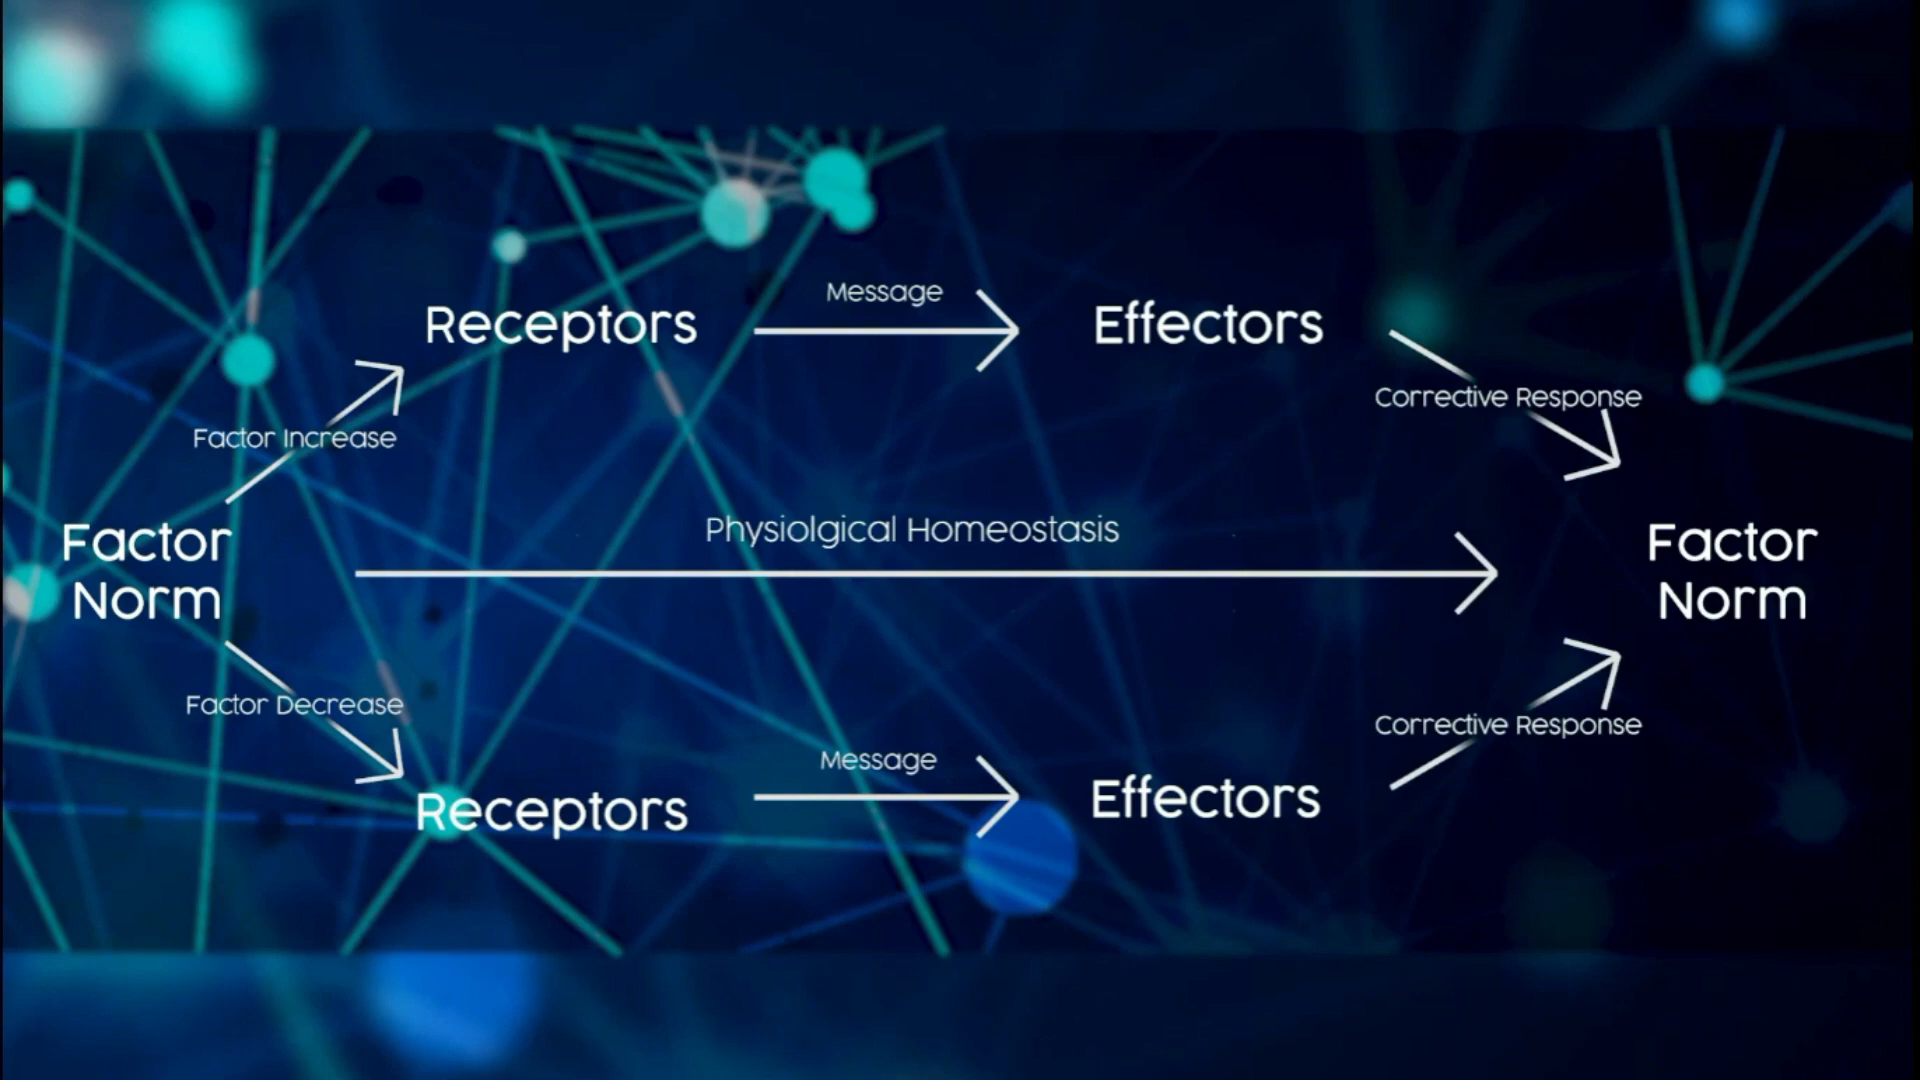 Message
Receptors
Effectors
Corrective Response
Factor Increase
Factor
Norm
Physiolgical Homeostasis
Factor
Norm
Factor Decrease
Corrective Response
Message
Receptors
Effectors